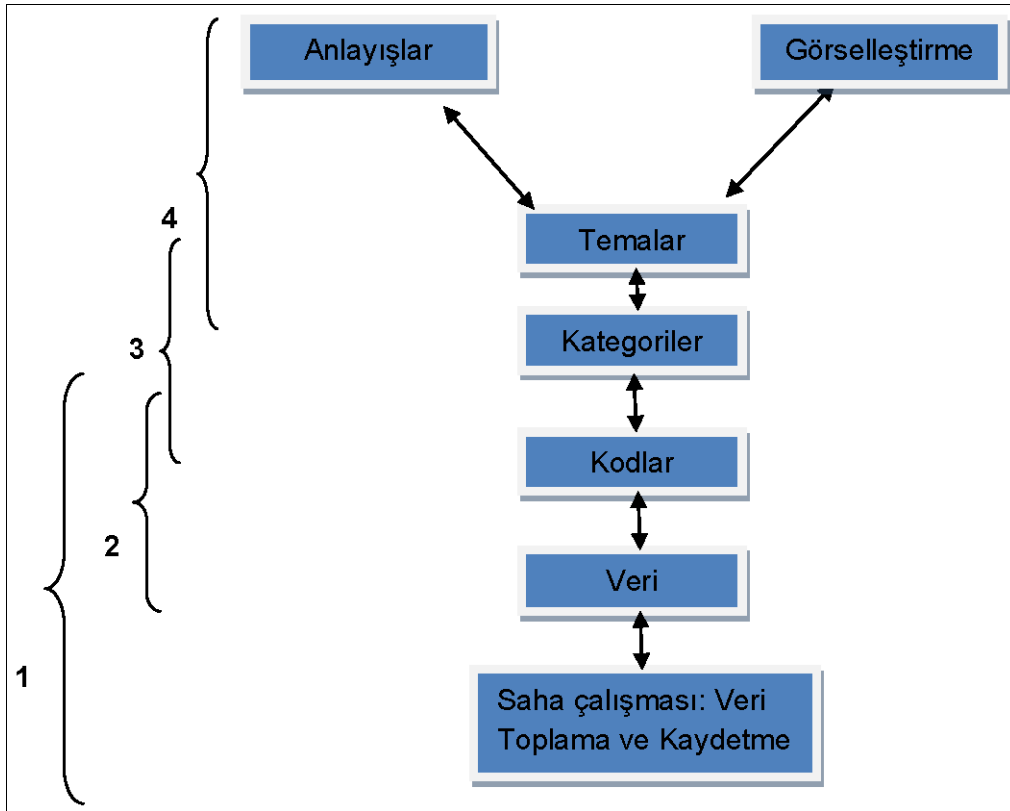 Anlayışlar
Görselleştirme
4
Temalar
3
Kategoriler
Kodlar
2
Veri
1
Saha çalışması: Veri
Toplama ve Kaydetme